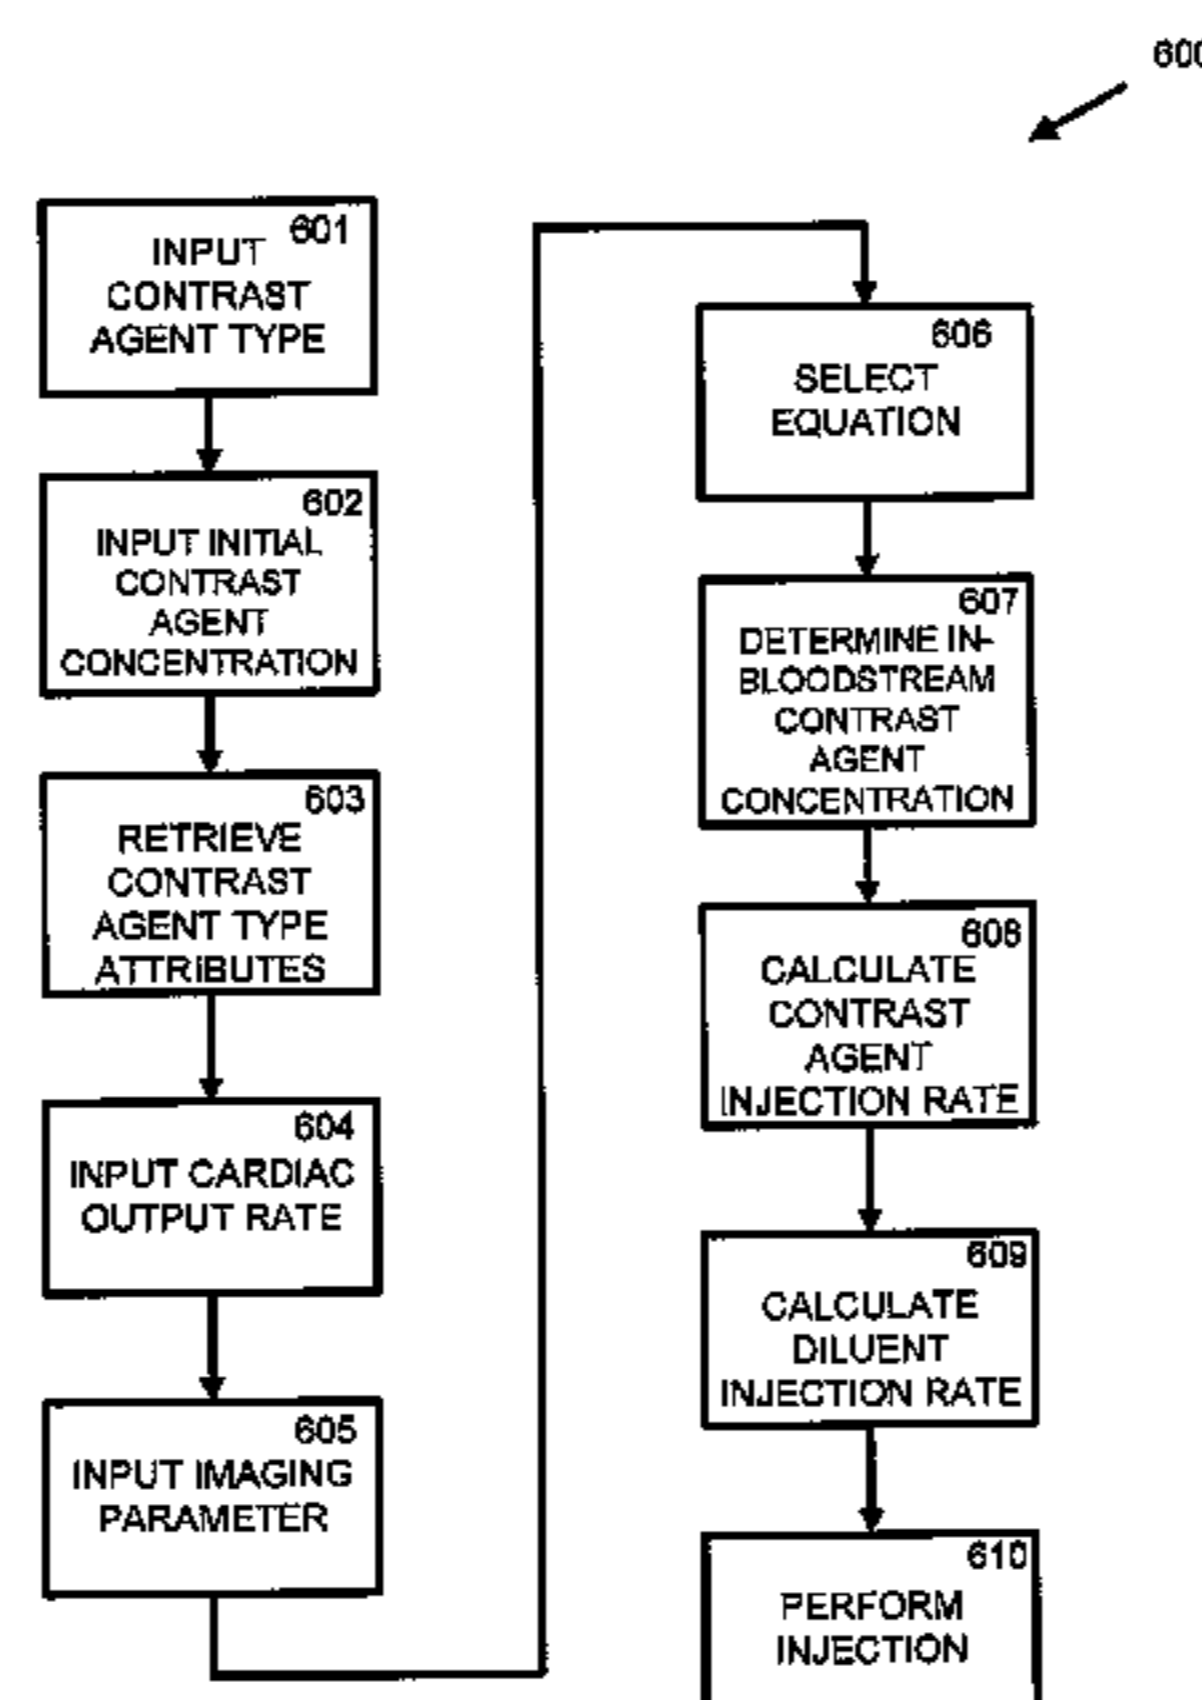 600
601
INPUT
CONTRAST
AGENT TYPE
602
INPUT INITIAL
CONTRAST
AGENT
CONCENTRATION
603
RETRIEVE
CONTRAST
AGENT TYPE
ATTRIBUTES
604
INPUT CARDIAC
OUTPUT RATE
605
INPUT IMAGING
PARAMETER
606
SELECT
EQUATION
607
DETERMINE IN-
BLOODSTREAM
CONTRAST
AGENT
CONCENTRATION
608
CALCULATE
CONTRAST
AGENT
INJECTION RATE
609
CALCULATE
DILUENT
INJECTION RATE
610
PERFORM
INJECTION